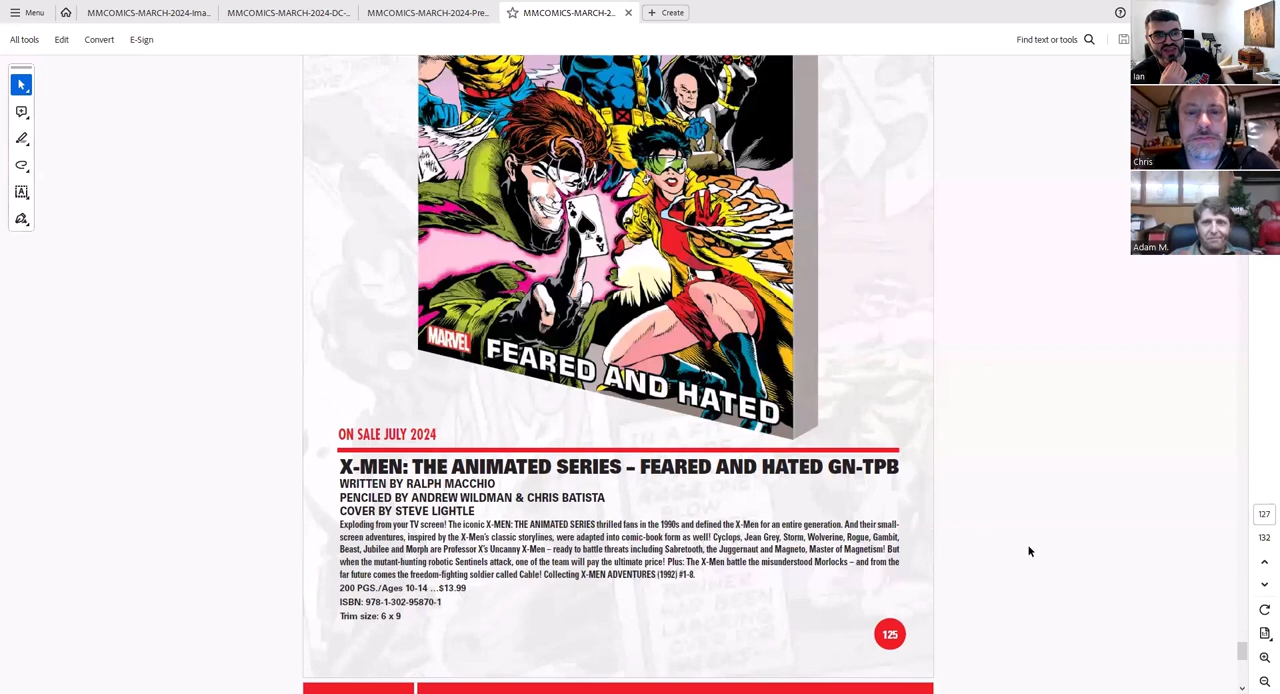 Menu
MMCOMICS-MARCH-2024-Ima...
MMCOMICS-MARCH-2024-DC-...
MMCOMICS-MARCH-2024-Pre...
MMCOMICS-MARCH-2...
Create
All tools
Edit
Convert
E-Sign
Find text or tools
Ian
Chris
Adam M.
A
A
MARVEL
FEARED AND HATED
ON SALE JULY 2024
X-MEN: THE ANIMATED SERIES – FEARED AND HATED GN-TPB
WRITTEN BY RALPH MACCHIO
PENCILED BY ANDREW WILDMAN & CHRIS BATISTA
COVER BY STEVE LIGHTLE
Exploding from your TV screen! The iconic X-MEN: THE ANIMATED SERIES thrilled fans in the 1990s and defined the X-Men for an entire generation. And their small-
screen adventures, inspired by the X-Men's classic storylines, were adapted into comic-book form as well! Cyclops, Jean Grey, Storm, Wolverine, Rogue, Gambit,
Beast, Jubilee and Morph are Professor X's Uncanny X-Men – ready to battle threats including Sabretooth, the Juggernaut and Magneto, Master of Magnetism! But
when the mutant-hunting robotic Sentinels attack, one of the team will pay the ultimate price! Plus: The X-Men battle the misunderstood Morlocks – and from the
far future comes the freedom-fighting soldier called Cable! Collecting X-MEN ADVENTURES (1992) #1-8.
200 PGS./Ages 10-14 ...$13.99
ISBN: 978-1-302-95870-1
Trim size: 6 x 9
125
127
132